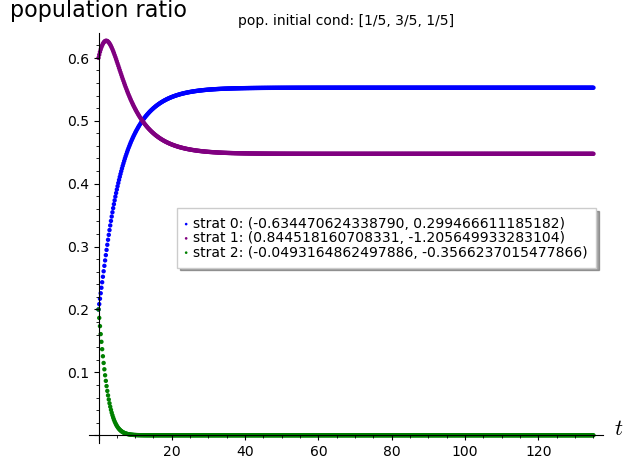 population ratio
pop. initial cond: [1/5, 3/5, 1/5]
0.6
0.5
0.4
0.3
0.2
0.1
strat 0: (-0.634470624338790, 0.299466611185182)
strat 1: (0.844518160708331, -1.205649933283104)
strat 2: (-0.0493164862497886, -0.3566237015477866)
20 40 60 80 100 120
t